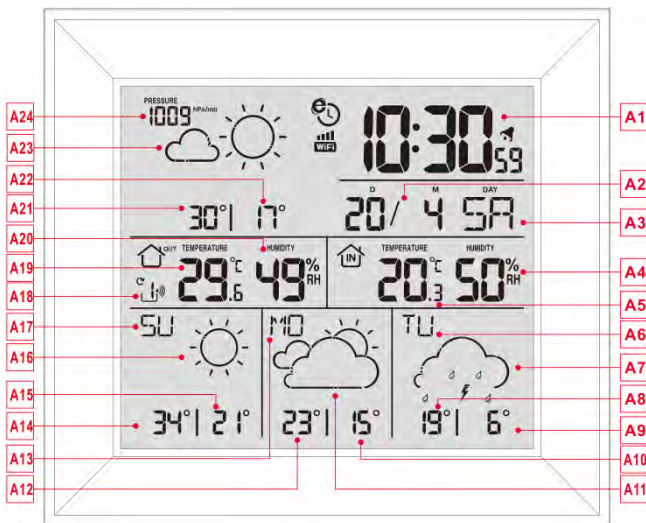 PRESSURE
1009 hPa/mb
e
WiFi
10:30 59
D M DAY
20/ 4 SA
30°| 17°
OUT TEMPERATURE HUMIDITY
29.6 °C 49 % RH
IN TEMPERATURE HUMIDITY
20.3 °C 50 % RH
1
SU
34°| 21°
MO
23°| 15°
TU
19°| 6°
A24
A23
A22
A21
A20
A19
A18
A17
A16
A15
A14
A13
A12
A1
A2
A3
A4
A5
A6
A7
A8
A9
A10
A11